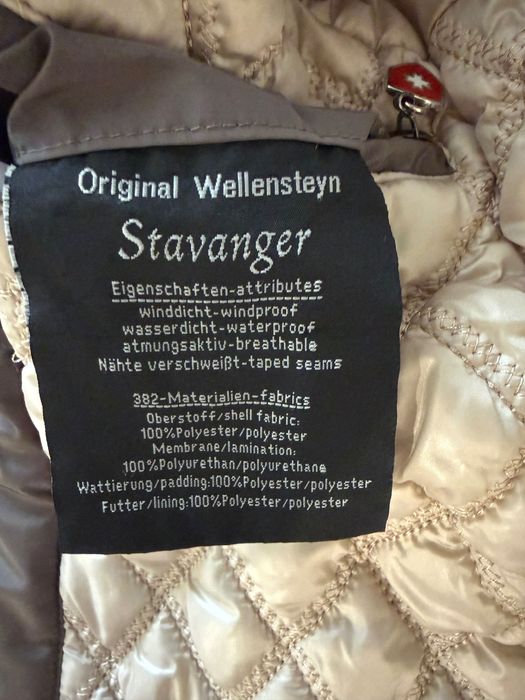 Original Wellensteyn
Stavanger
Eigenschaften-attributes
winddicht-windproof
wasserdicht-waterproof
atmungsaktiv-breathable
Nähte verschweißt-taped seams
382-Materialien-fabrics
Oberstoff/shell fabric:
100%Polyester/polyester
Membrane/lamination:
100%Polyurethan/polyurethane
Wattierung/padding:100%Polyester/polyester
Futter/lining:100%Polyester/polyester